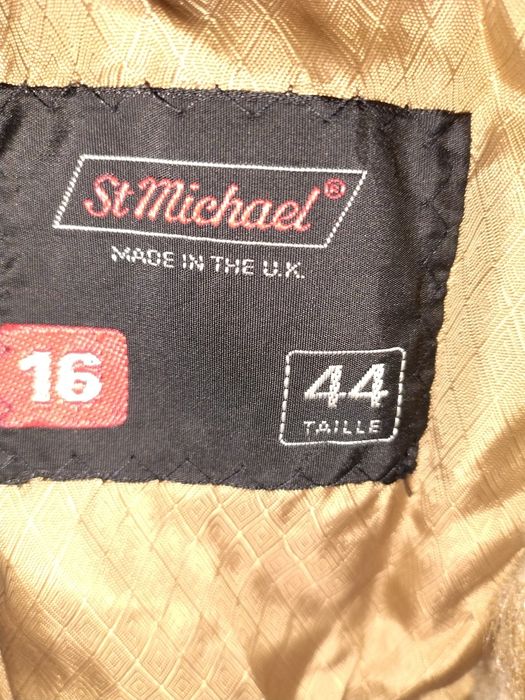 St Michael®
MADE IN THE U.K.
16
44
TAILLE